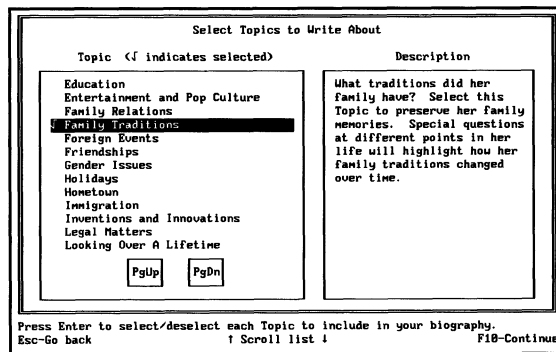 Select Topics to Write About
Topic (√ indicates selected)
Education
Entertainment and Pop Culture
Family Relations
√ Family Traditions
Foreign Events
Friendships
Gender Issues
Holidays
Hometown
Immigration
Inventions and Innovations
Legal Matters
Looking Over A Lifetime
PgUp PgDn
Description
What traditions did her
family have? Select this
Topic to preserve her family
memories. Special questions
at different points in her
life will highlight how her
family traditions changed
over time.
Press Enter to select/deselect each Topic to include in your biography.
Esc-Go back ↑ Scroll list ↓ F10-Continue